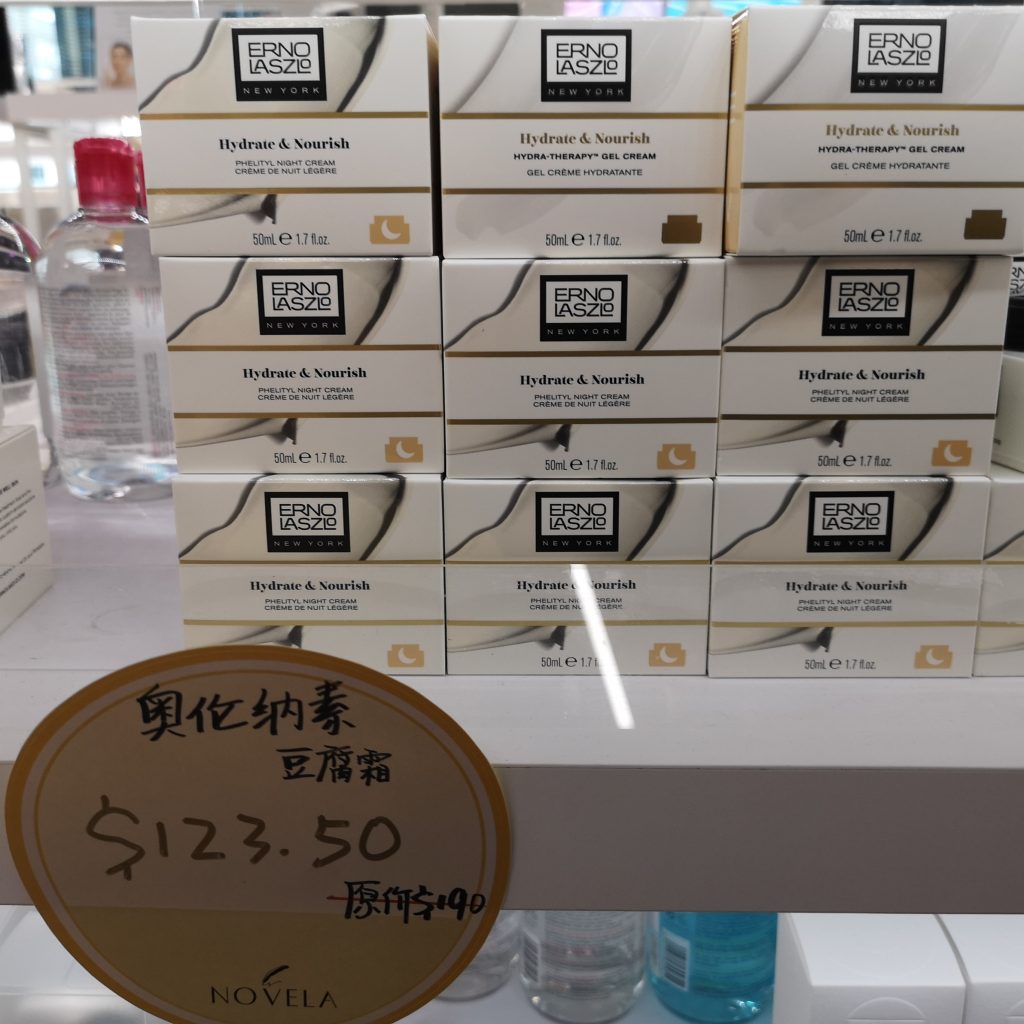 ERNO
LASZLO
NEW YORK
Hydrate & Nourish
PHELITYL NIGHT CREAM
CRÈME DE NUIT LÉGÈRE
50mL e 1.7 fl.oz.
ERNO
LASZLO
NEW YORK
Hydrate & Nourish
HYDRA-THERAPY™ GEL CREAM
GEL CRÈME HYDRATANTE
50mL e 1.7 fl.oz.
ERNO
LASZLO
NEW YORK
Hydrate & Nourish
HYDRA-THERAPY™ GEL CREAM
GEL CRÈME HYDRATANTE
50mL e 1.7 fl.oz.
ERNO
LASZLO
NEW YORK
Hydrate & Nourish
PHELITYL NIGHT CREAM
CRÈME DE NUIT LÉGÈRE
50mL e 1.7 fl.oz.
ERNO
LASZLO
NEW YORK
Hydrate & Nourish
PHELITYL NIGHT CREAM
CRÈME DE NUIT LÉGÈRE
50mL e 1.7 fl.oz.
ERNO
LASZLO
NEW YORK
Hydrate & Nourish
PHELITYL NIGHT CREAM
CRÈME DE NUIT LÉGÈRE
50mL e 1.7 fl.oz.
ERNO
LASZLO
NEW YORK
Hydrate & Nourish
PHELITYL NIGHT CREAM
CRÈME DE NUIT LÉGÈRE
ERNO
LASZLO
NEW YORK
Hydrate & Nourish
PHELITYL NIGHT CREAM
CRÈME DE NUIT LÉGÈRE
50mL e 1.7 f
ERNO
LASZLO
NEW YORK
Hydrate & Nourish
PHELITYL NIGHT CREAM
CRÈME DE NUIT LÉGÈRE
50mL e 1.7 fl.oz.
奥伦纳素
豆腐霜
$123.50
原价$190
NOVELA